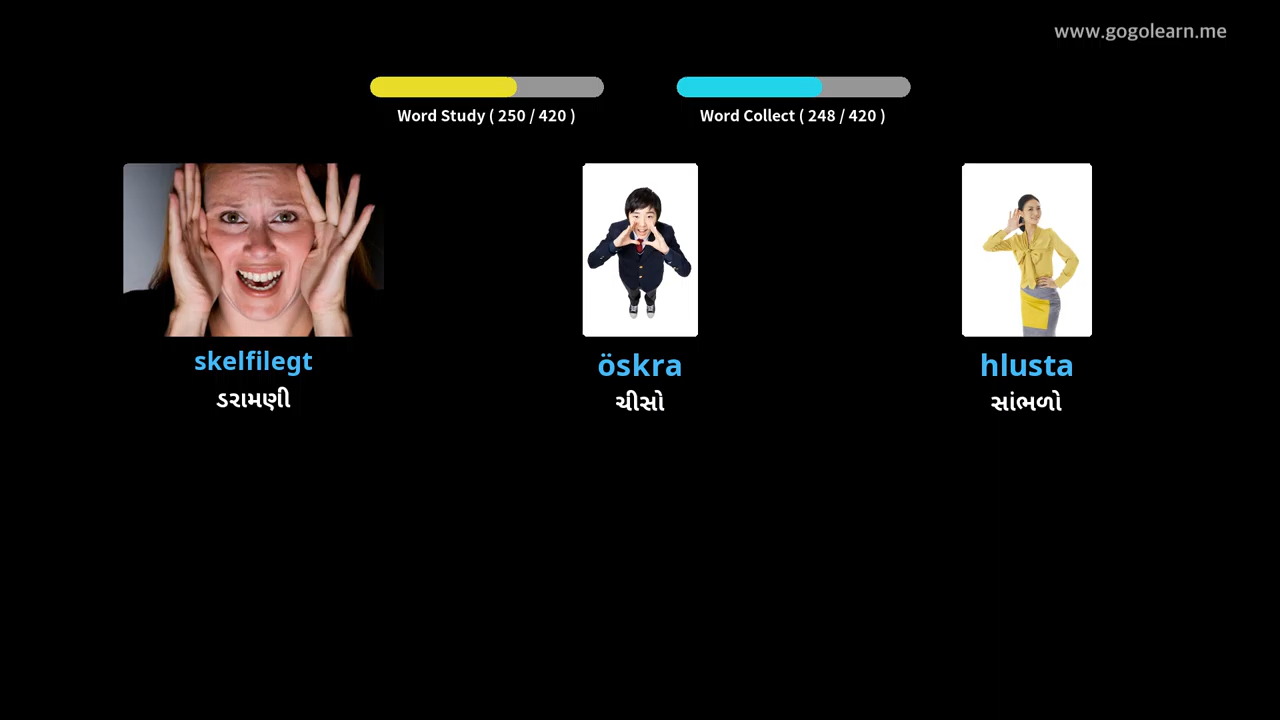 www.gogolearn.me
Word Study ( 250 / 420 )
Word Collect ( 248 / 420 )
skelfilegt
öskra
hlusta
ડરામણી
ચીસો
સાંભળો